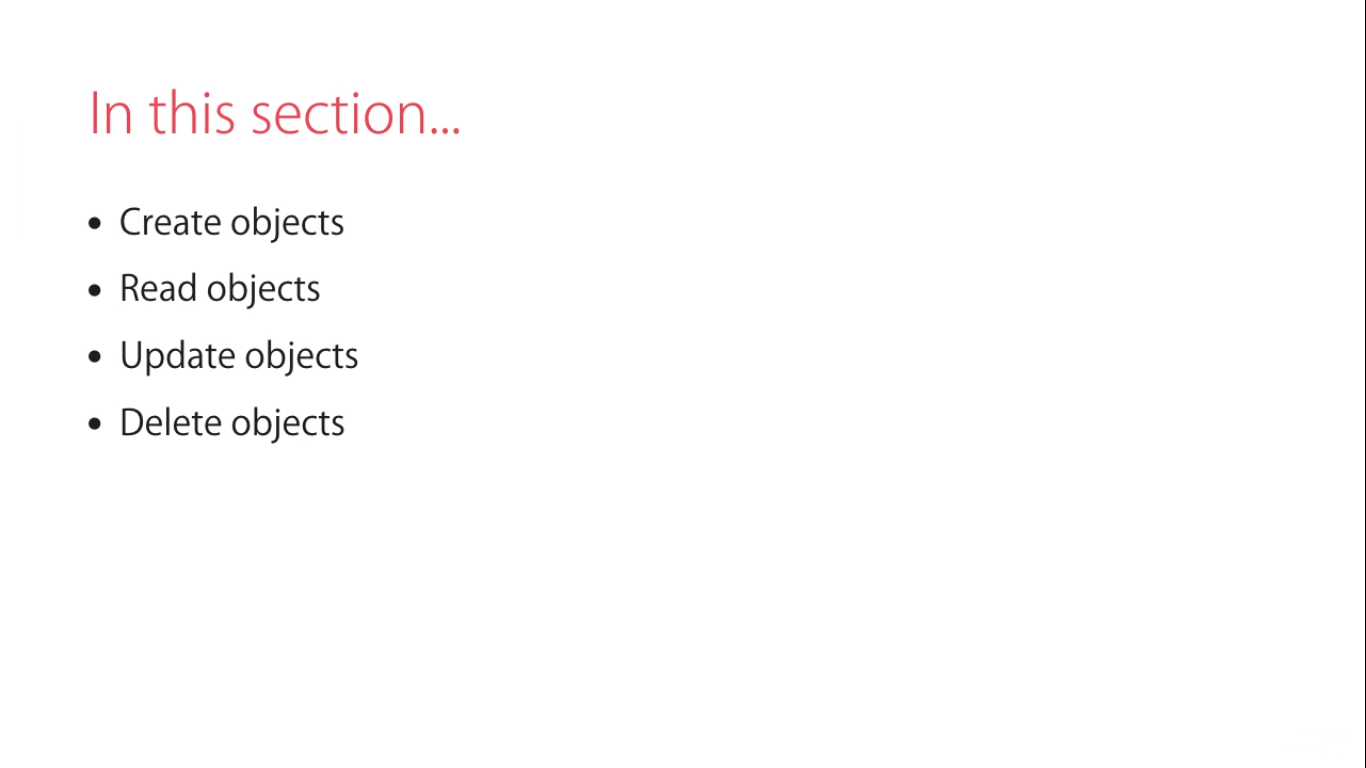 In this section...
• Create objects
• Read objects
• Update objects
• Delete objects